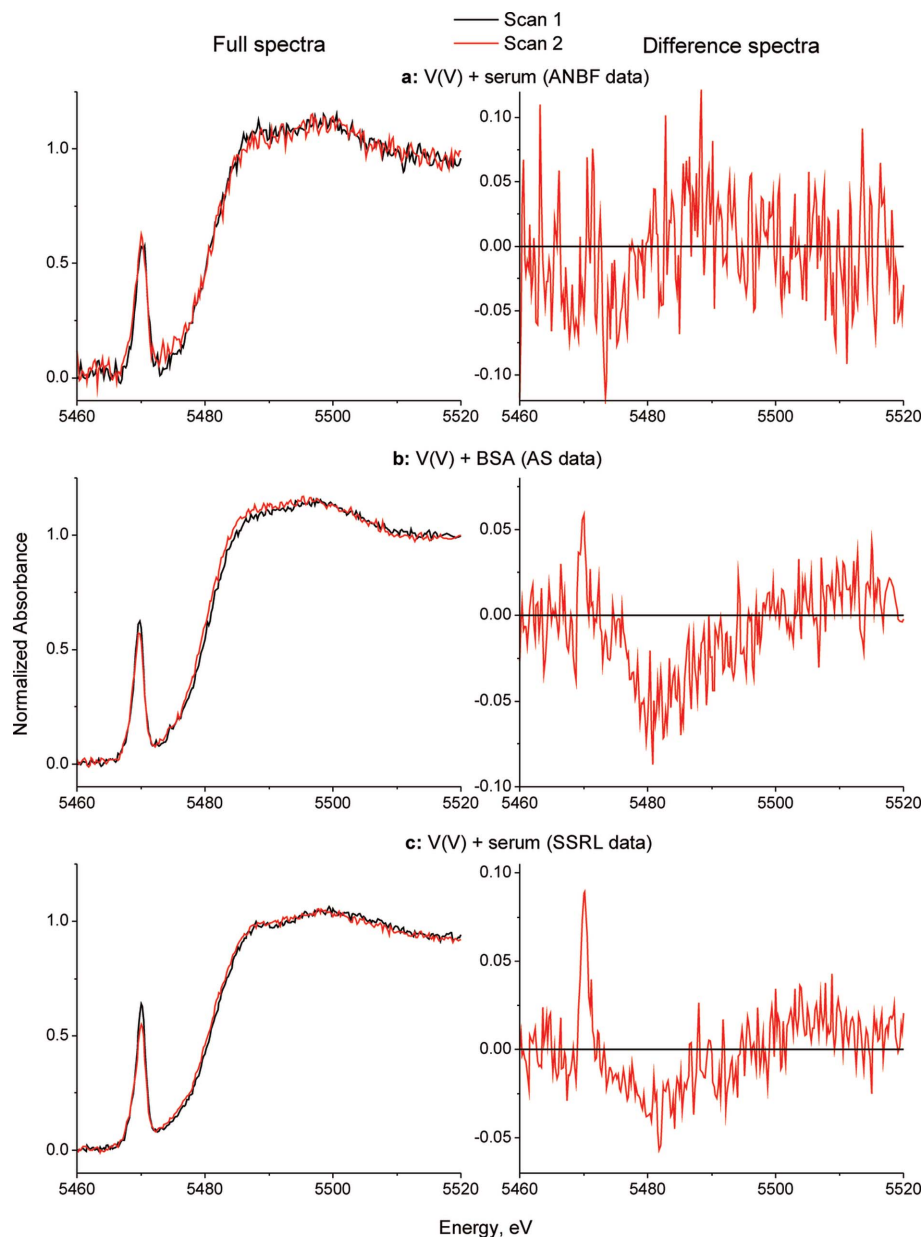 Scan 1
Scan 2
Full spectra
Difference spectra
a: V(V) + serum (ANBF data)
1.0
0.5
0.0
5460 5480 5500 5520
0.10
0.05
0.00
-0.05
-0.10
5460 5480 5500 5520
b: V(V) + BSA (AS data)
1.0
0.5
0.0
5460 5480 5500 5520
0.05
0.00
-0.05
-0.10
5460 5480 5500 5520
c: V(V) + serum (SSRL data)
1.0
0.5
0.0
5460 5480 5500 5520
0.10
0.05
0.00
-0.05
5460 5480 5500 5520
Normalized Absorbance
Energy, eV